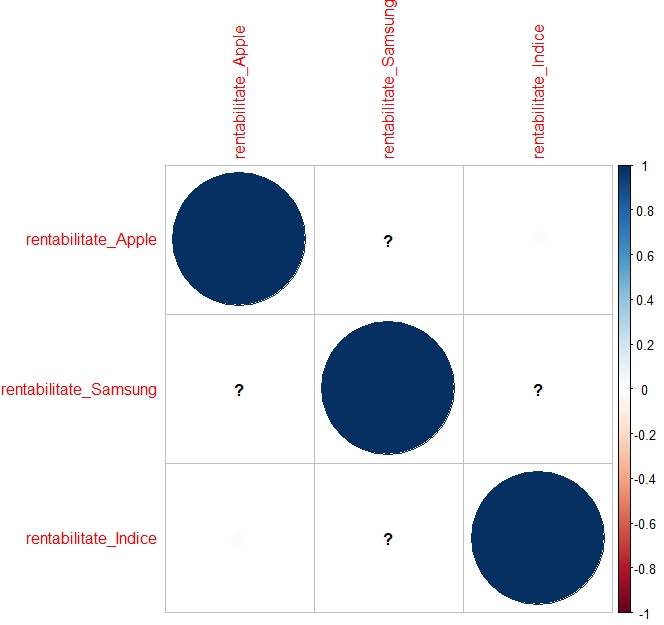 rentabilitate_Apple
rentabilitate_Samsung
rentabilitate_Indice
1
rentabilitate_Apple
?
0.8
0.6
0.4
0.2
rentabilitate_Samsung
?
?
0
-0.2
-0.4
rentabilitate_Indice
?
-0.6
-0.8
-1